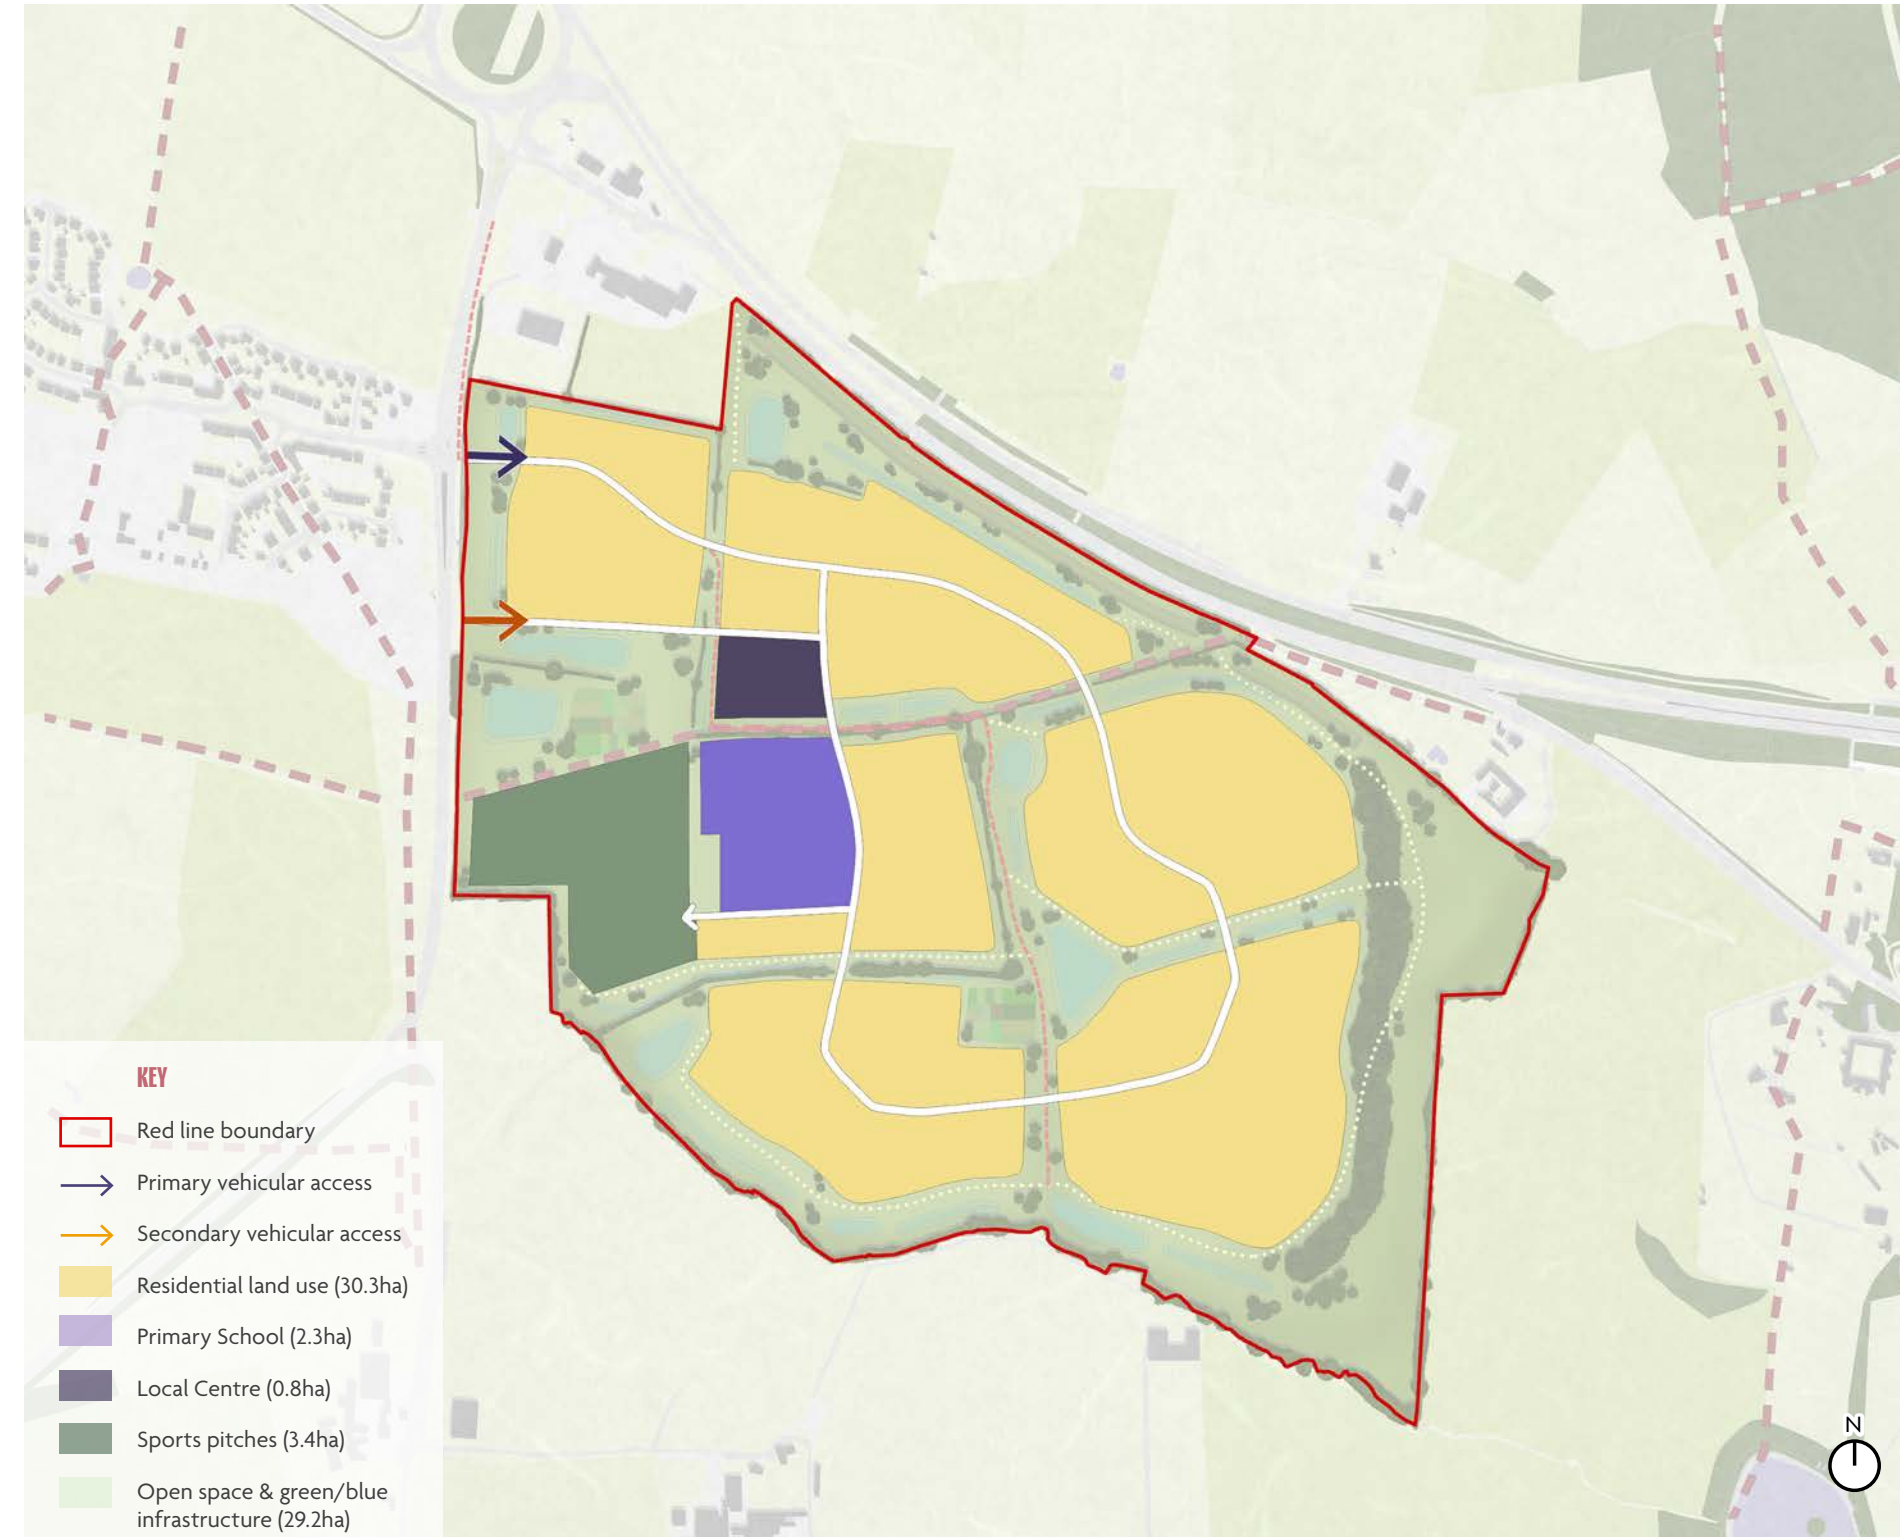 KEY
Red line boundary
Primary vehicular access
Secondary vehicular access
Residential land use (30.3ha)
Primary School (2.3ha)
Local Centre (0.8ha)
Sports pitches (3.4ha)
Open space & green/blue
infrastructure (29.2ha)
N